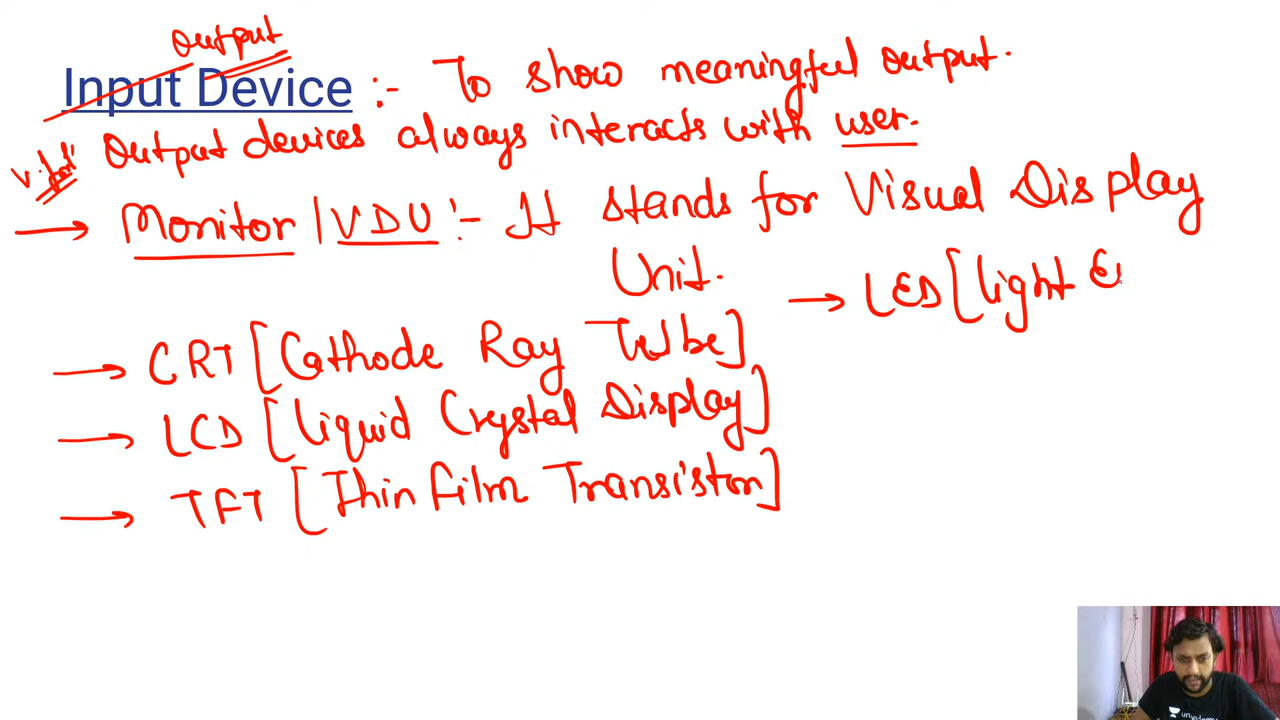 Output
Input Device :- To show meaningful output.
Output devices always interacts with user.
→ Monitor | VDU :- It stands for Visual Display
Unit.
→ CRT [Cathode Ray Tube]
→ LCD [Liquid Crystal Display]
→ TFT [Thin Film Transistor]
→ LED [Light E